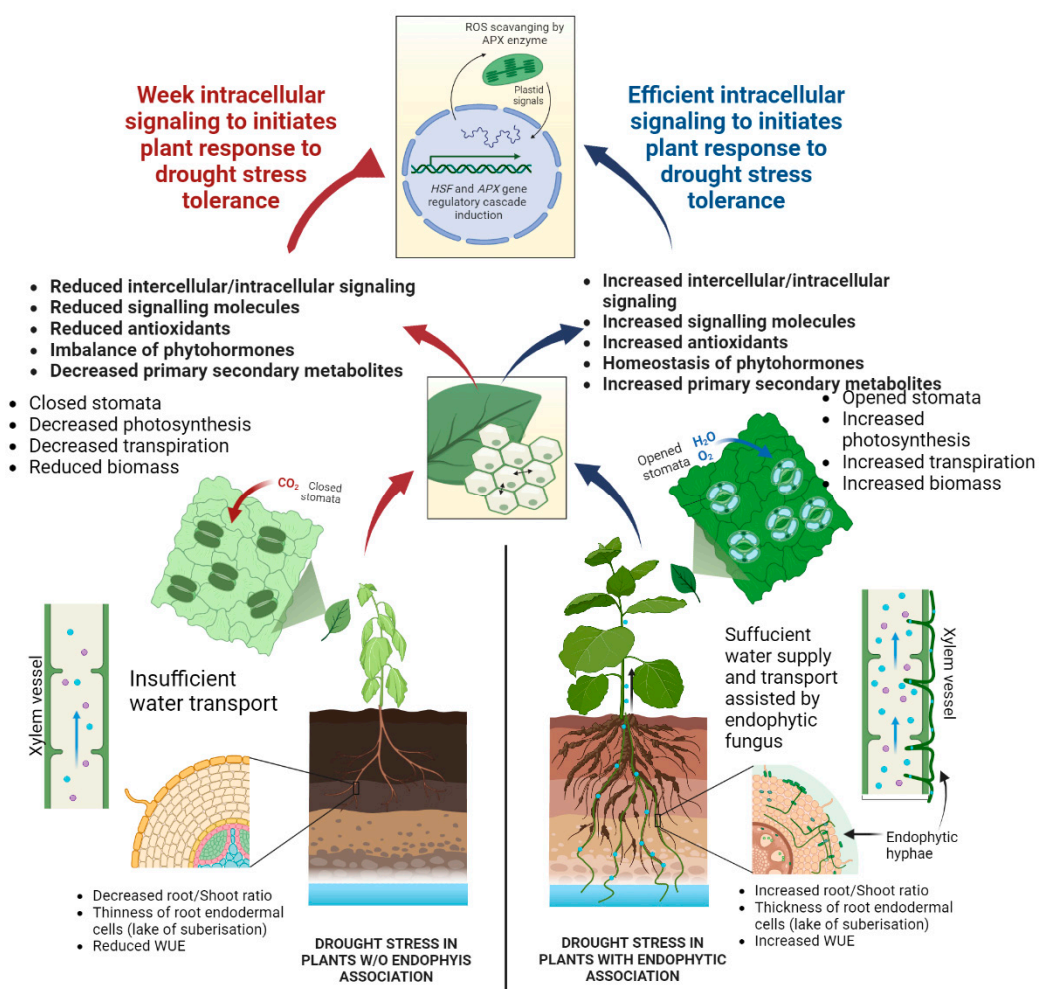 ROS scavanging by
APX enzyme
Plastid
signals
HSF and APX gene
regulatory cascade
induction
Week intracellular
signaling to initiates
plant response to
drought stress
tolerance
Efficient intracellular
signaling to initiates
plant response to
drought stress
tolerance
• Reduced intercellular/intracellular signaling
• Reduced signalling molecules
• Reduced antioxidants
• Imbalance of phytohormones
• Decreased primary secondary metabolites
• Increased intercellular/intracellular
signaling
• Increased signalling molecules
• Increased antioxidants
• Homeostasis of phytohormones
• Increased primary secondary metabolites
• Closed stomata
• Decreased photosynthesis
• Decreased transpiration
• Reduced biomass
• Opened stomata
• Increased
photosynthesis
• Increased transpiration
• Increased biomass
CO₂ Closed
stomata
Opened
stomata
H₂O
O₂
Xylem vessel
Insufficient
water transport
Suffucient
water supply
and transport
assisted by
endophytic
fungus
Xylem vessel
Endophytic
hyphae
• Decreased root/Shoot ratio
• Thinness of root endodermal
cells (lake of suberisation)
• Reduced WUE
• Increased root/Shoot ratio
• Thickness of root endodermal
cells (lake of suberisation)
• Increased WUE
DROUGHT STRESS IN
PLANTS W/O ENDOPHYIS
ASSOCIATION
DROUGHT STRESS IN
PLANTS WITH ENDOPHYTIC
ASSOCIATION